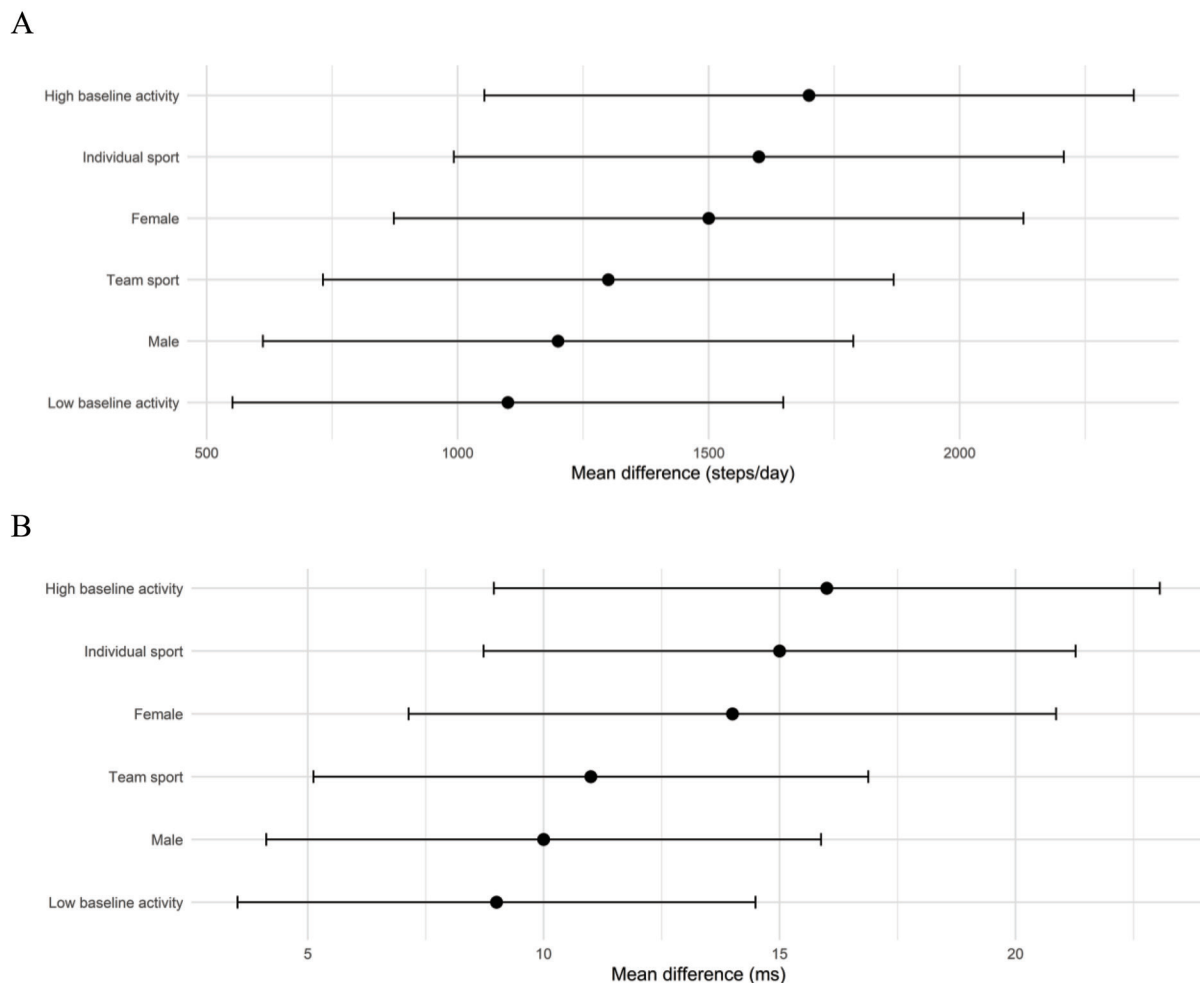 A
High baseline activity
Individual sport
Female
Team sport
Male
Low baseline activity
500 1000 1500 2000
Mean difference (steps/day)
B
High baseline activity
Individual sport
Female
Team sport
Male
Low baseline activity
5 10 15 20
Mean difference (ms)